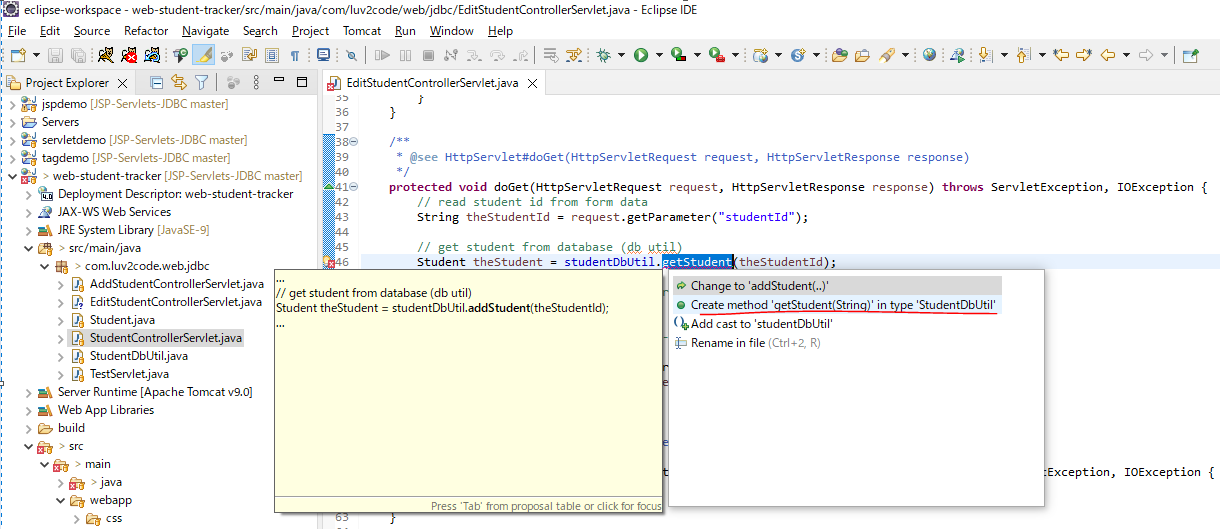 eclipse-workspace - web-student-tracker/src/main/java/com/luv2code/web/jdbc/EditStudentControllerServlet.java - Eclipse IDE
File Edit Source Refactor Navigate Search Project Tomcat Run Window Help
Project Explorer
EditStudentControllerServlet.java
jspdemo [JSP-Servlets-JDBC master]
Servers
servletdemo [JSP-Servlets-JDBC master]
tagdemo [JSP-Servlets-JDBC master]
web-student-tracker [JSP-Servlets-JDBC master]
Deployment Descriptor: web-student-tracker
JAX-WS Web Services
JRE System Library [JavaSE-9]
src/main/java
com.luv2code.web.jdbc
AddStudentControllerServlet.java
EditStudentControllerServlet.java
Student.java
StudentControllerServlet.java
StudentDbUtil.java
TestServlet.java
Server Runtime [Apache Tomcat v9.0]
Web App Libraries
build
src
main
java
webapp
css
35 }
36 }
37
38 /**
39 * @see HttpServlet#doGet(HttpServletRequest request, HttpServletResponse response)
40 */
41 protected void doGet(HttpServletRequest request, HttpServletResponse response) throws ServletException, IOException {
42 // read student id from form data
43 String theStudentId = request.getParameter("studentId");
44
45 // get student from database (db util)
46 Student theStudent = studentDbUtil.getStudent(theStudentId);
...
// get student from database (db util)
Student theStudent = studentDbUtil.addStudent(theStudentId);
...
Press 'Tab' from proposal table or click for focus
Change to 'addStudent(..)'
Create method 'getStudent(String)' in type 'StudentDbUtil'
Add cast to 'studentDbUtil'
Rename in file (Ctrl+2, R)
tException, IOException {
63 }